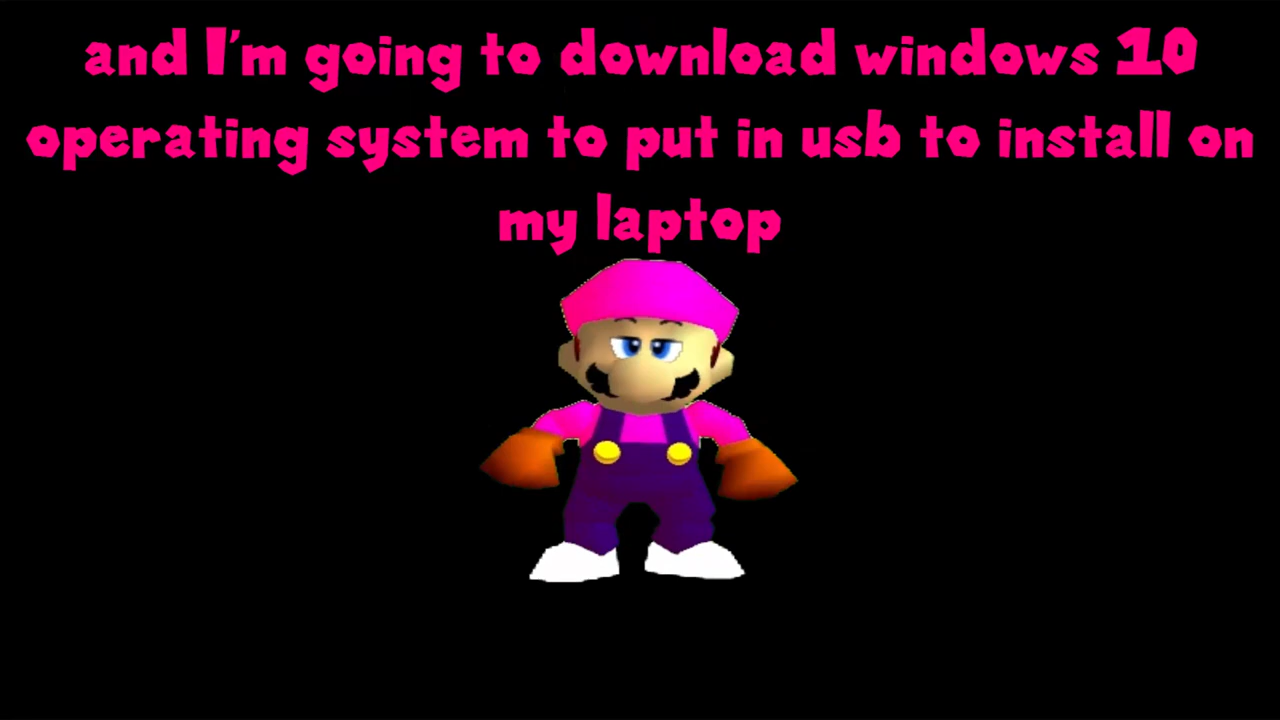 and I'm going to download windows 10
operating system to put in usb to install on
my laptop